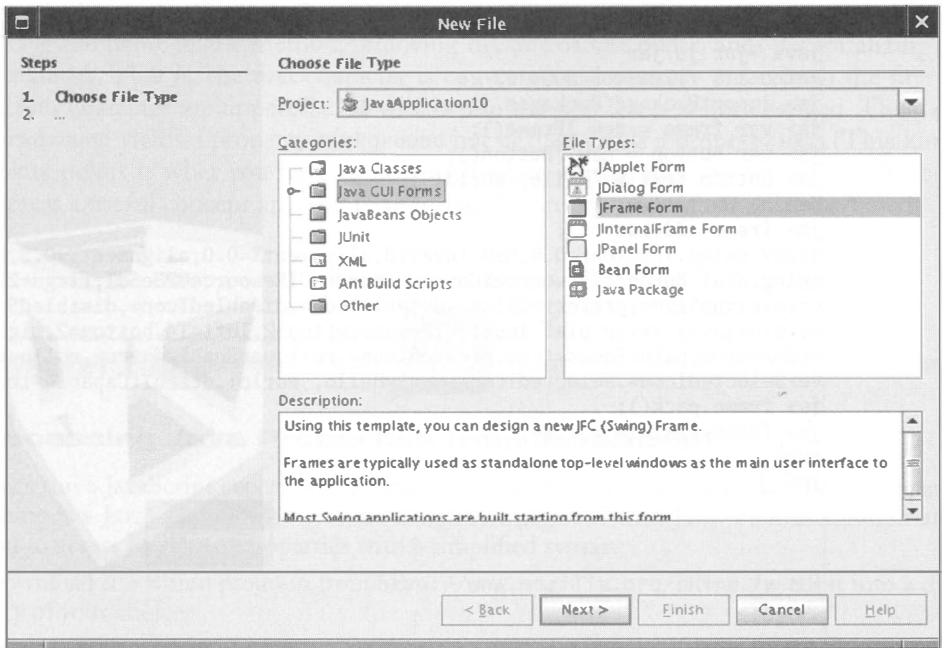 New File
Steps
1. Choose File Type
2. ...
Choose File Type
Project: JavaApplication10
Categories:
Java Classes
Java GUI Forms
JavaBeans Objects
JUnit
XML
Ant Build Scripts
Other
File Types:
JApplet Form
JDialog Form
JFrame Form
JInternalFrame Form
JPanel Form
Bean Form
Java Package
Description:
Using this template, you can design a new JFC (Swing) Frame.
Frames are typically used as standalone top-level windows as the main user interface to
the application.
Most Swing applications are built starting from this form
< Back
Next >
Finish
Cancel
Help